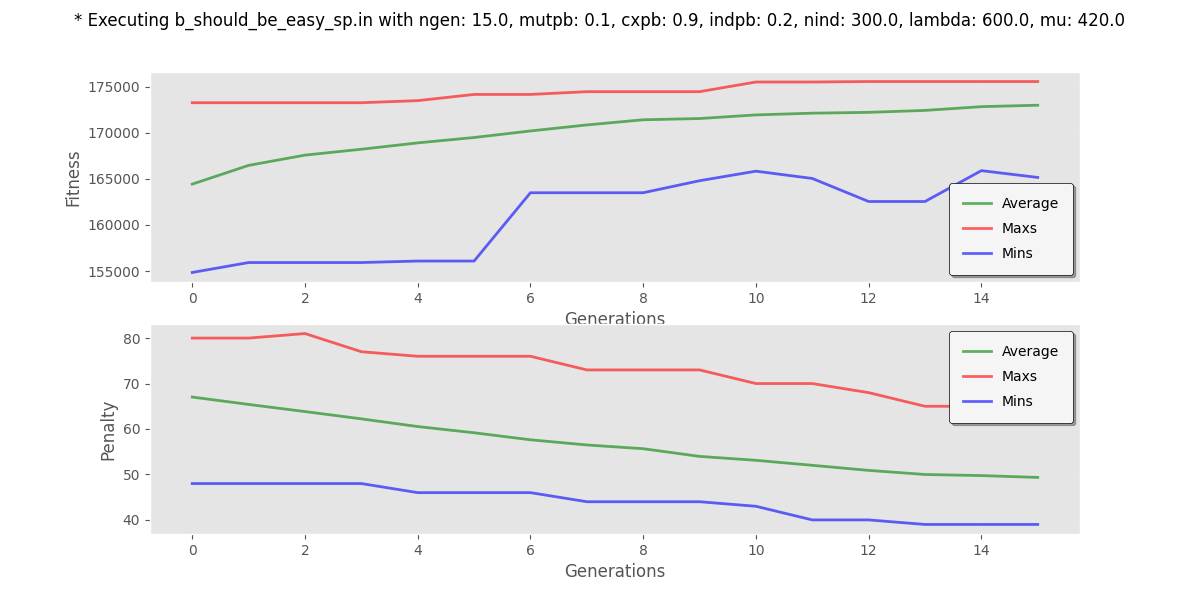 * Executing b_should_be_easy_sp.in with ngen: 15.0, mutpb: 0.1, cxpb: 0.9, indpb: 0.2, nind: 300.0, lambda: 600.0, mu: 420.0
175000
170000
165000
160000
155000
Fitness
Average
Maxs
Mins
0 2 4 6 8 10 12 14
Generations
80
70
60
50
40
Penalty
Average
Maxs
Mins
0 2 4 6 8 10 12 14
Generations